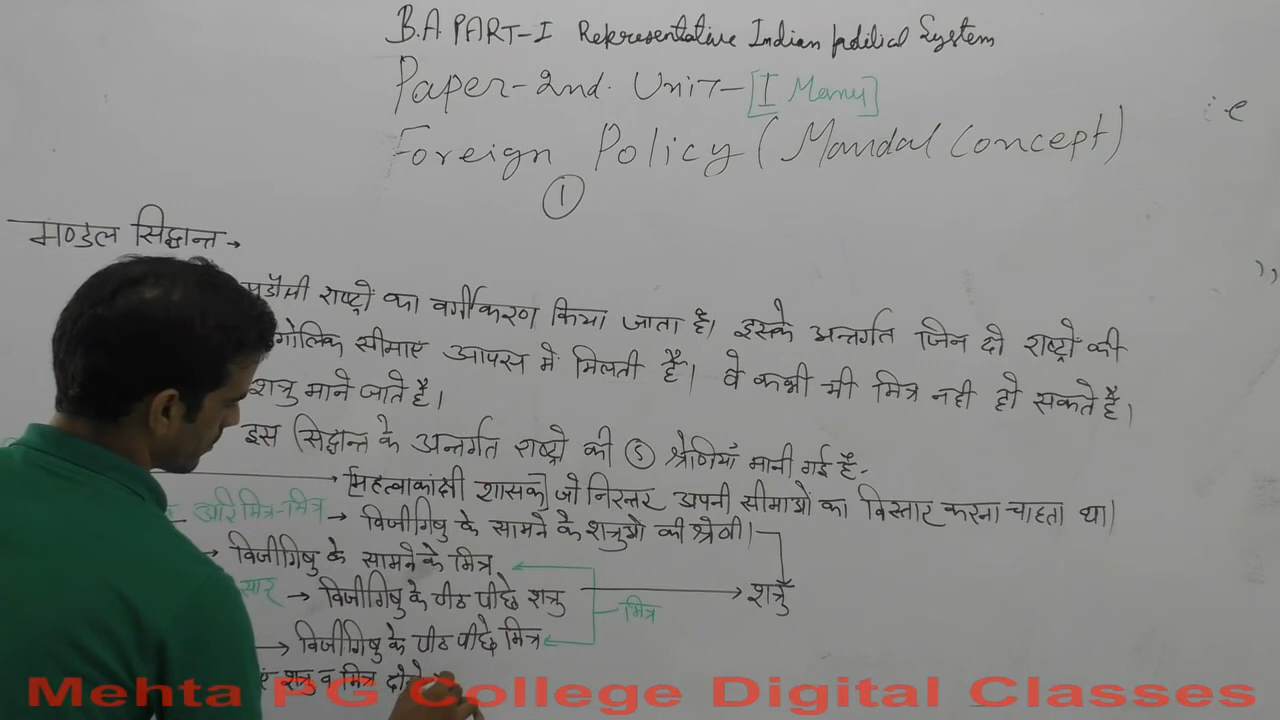 B.A PART-I Representative Indian political System
Paper-2nd. Unit-[I Manu]
Foreign Policy (Mandal Concept)
①
i e
मण्डल सिद्धान्त →
राष्ट्रों का वर्गीकरण किया जाता है। इसके अन्तर्गत जिन दो राष्ट्रों की
सीमाएं आपस में मिलती हैं। वे कभी भी मित्र नही हो सकते हैं।
शत्रु माने जाते हैं।
इस सिद्धान्त के अन्तर्गत राष्ट्रों की ⑤ श्रेणियाँ मानी गई हैं-
→ [महत्वाकांक्षी शासक] जो निरन्तर अपनी सीमाओं का विस्तार करना चाहता था।
अरिमित्र-मित्र → विजीगिषु के सामने के शत्रुओं की श्रेणी।
→ विजीगिषु के सामने के मित्र
→ विजीगिषु के पीठ पीछे शत्रु → शत्रु
मित्र
→ विजीगिषु के पीठ पीछे मित्र
शत्रु व मित्र
Mehta PG College Digital Classes